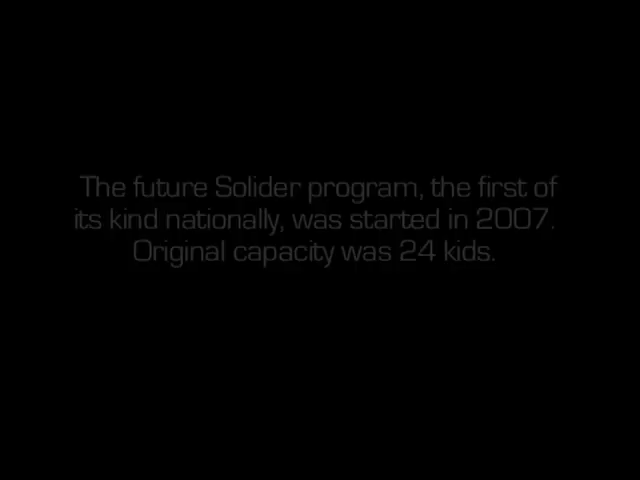 The future Solider program, the first of
its kind nationally, was started in 2007.
Original capacity was 24 kids.